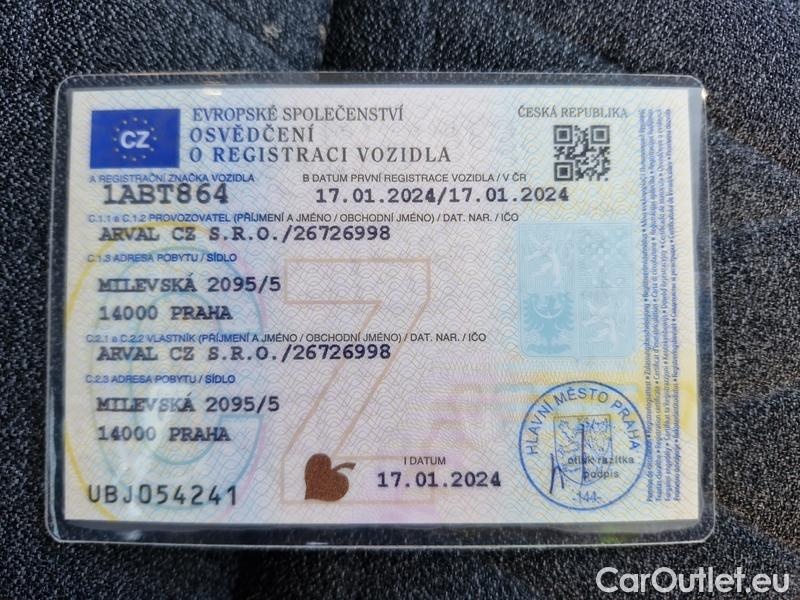 CZ
EVROPSKÉ SPOLEČENSTVÍ
OSVĚDČENÍ
O REGISTRACI VOZIDLA
ČESKÁ REPUBLIKA
A REGISTRAČNÍ ZNAČKA VOZIDLA
1ABT864
B DATUM PRVNÍ REGISTRACE VOZIDLA / V ČR
17.01.2024/17.01.2024
C.1.1 a C.1.2 PROVOZOVATEL (PŘÍJMENÍ A JMÉNO / OBCHODNÍ JMÉNO) / DAT. NAR. / IČO
ARVAL CZ S.R.O./26726998
C.1.3 ADRESA POBYTU / SÍDLO
MILEVSKÁ 2095/5
14000 PRAHA
C.2.1 a C.2.2 VLASTNÍK (PŘÍJMENÍ A JMÉNO / OBCHODNÍ JMÉNO) / DAT. NAR. / IČO
ARVAL CZ S.R.O./26726998
C.2.3 ADRESA POBYTU / SÍDLO
MILEVSKÁ 2095/5
14000 PRAHA
I DATUM
17.01.2024
UBJ054241
HLAVNÍ MĚSTO PRAHA
otisk razítka
podpis
-144-
CarOutlet.eu